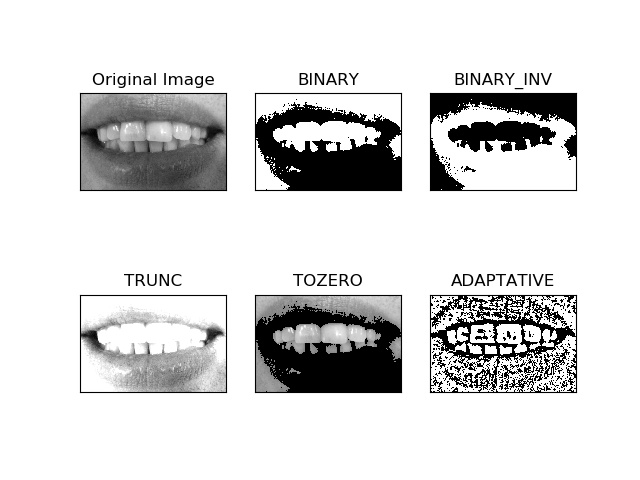 Original Image
BINARY
BINARY_INV
TRUNC
TOZERO
ADAPTATIVE